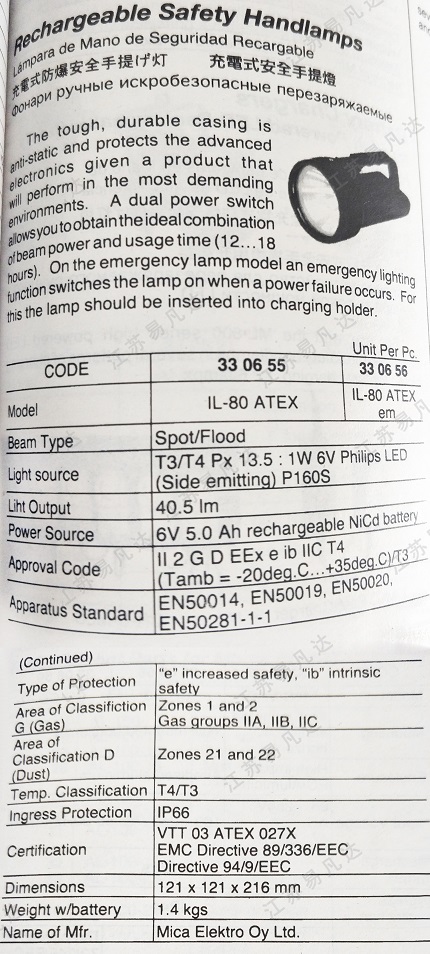 Rechargeable Safety Handlamps
Lámpara de Mano de Seguridad Recargable
充電式防爆安全手提げ灯 充電式安全手提燈
Фонари ручные искробезопасные перезаряжаемые
The tough, durable casing is
anti-static and protects the advanced
electronics given a product that
will perform in the most demanding
environments. A dual power switch
allows you to obtain the ideal combination
of beam power and usage time (12...18
hours). On the emergency lamp model an emergency lighting
function switches the lamp on when a power failure occurs. For
this the lamp should be inserted into charging holder.
Unit Per Pc.
CODE 33 06 55 33 06 56
Model IL-80 ATEX IL-80 ATEX
em
Beam Type Spot/Flood
Light source T3/T4 Px 13.5 : 1W 6V Philips LED
(Side emitting) P160S
Liht Output 40.5 lm
Power Source 6V 5.0 Ah rechargeable NiCd battery
Approval Code II 2 G D EEx e ib IIC T4
(Tamb = -20deg.C...+35deg.C)/T3
Apparatus Standard EN50014, EN50019, EN50020,
EN50281-1-1
(Continued)
Type of Protection "e" increased safety, "ib" intrinsic
safety
Area of Classifiction Zones 1 and 2
G (Gas) Gas groups IIA, IIB, IIC
Area of
Classification D Zones 21 and 22
(Dust)
Temp. Classification T4/T3
Ingress Protection IP66
Certification VTT 03 ATEX 027X
EMC Directive 89/336/EEC
Directive 94/9/EEC
Dimensions 121 x 121 x 216 mm
Weight w/battery 1.4 kgs
Name of Mfr. Mica Elektro Oy Ltd.
江苏易凡达